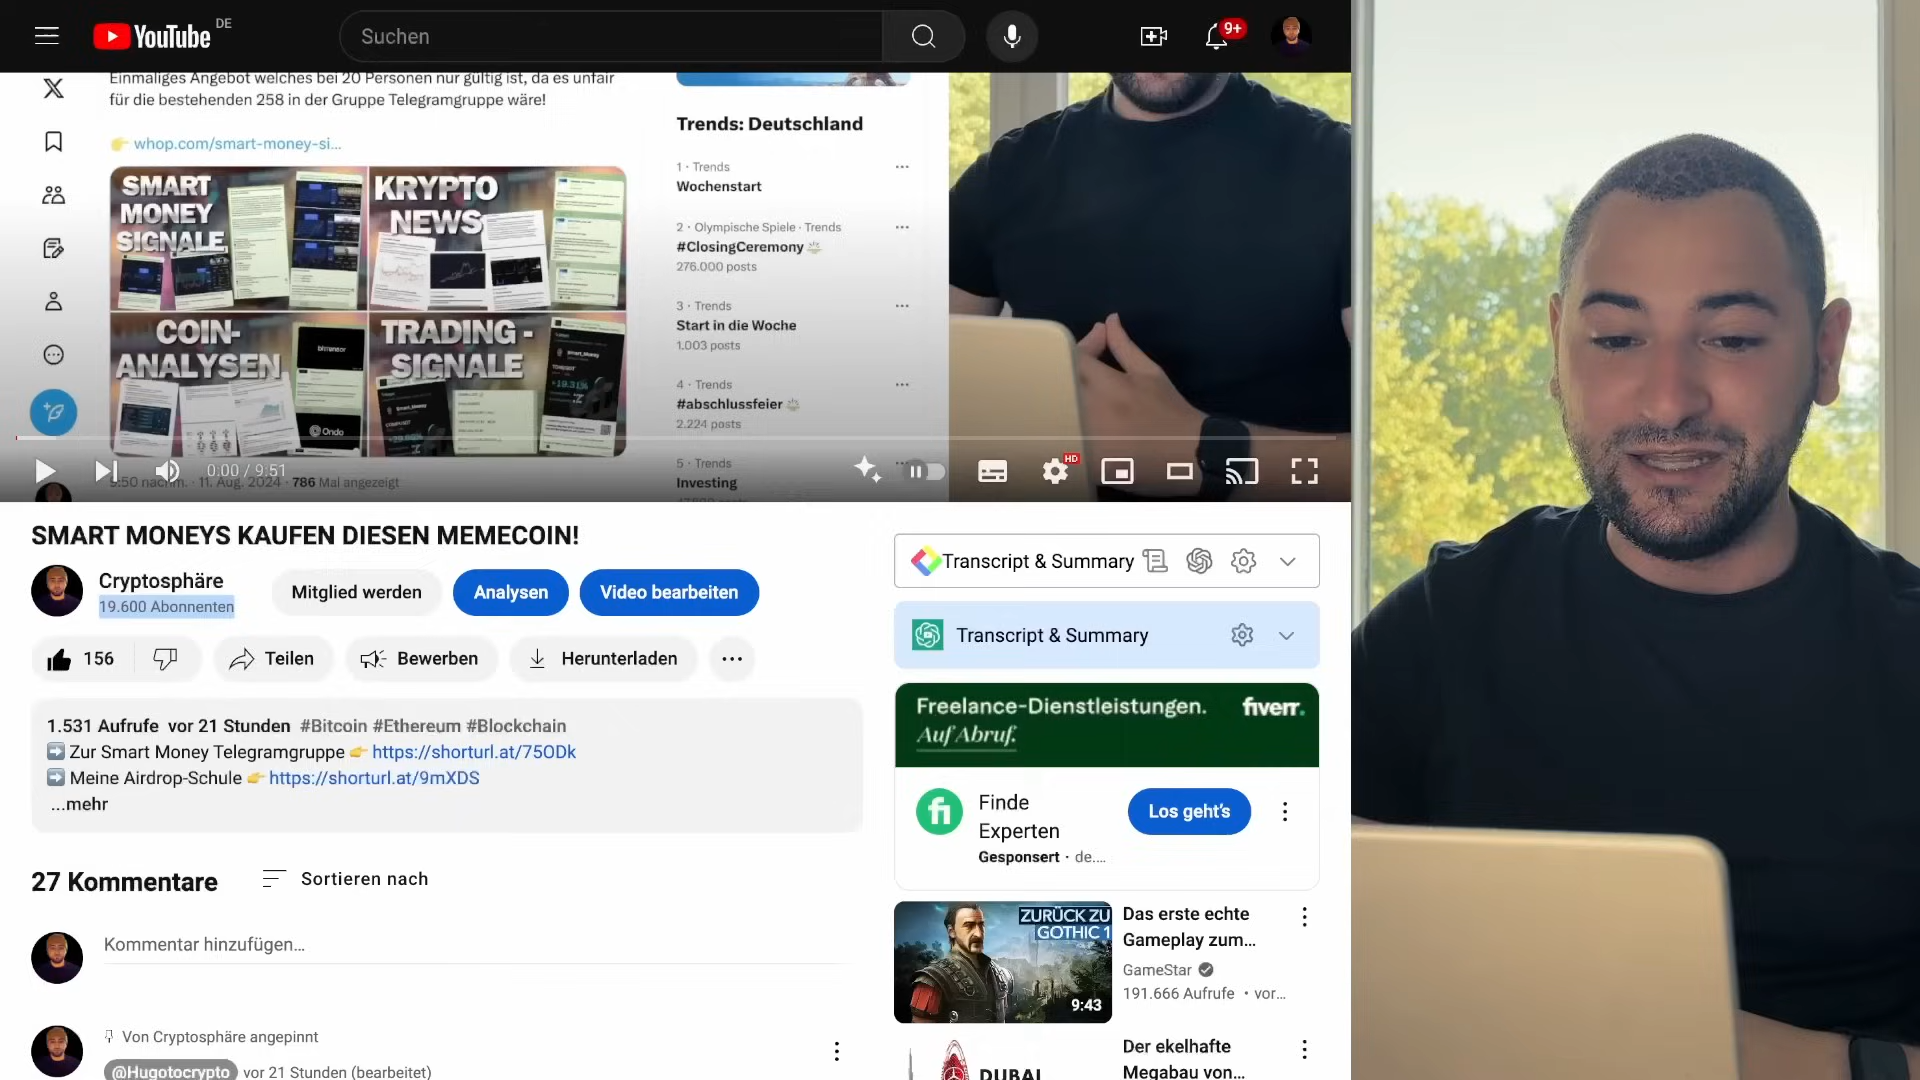 YouTube DE
Suchen
9+
Einmaliges Angebot welches bei 20 Personen nur gültig ist, da es unfair
für die bestehenden 258 in der Gruppe Telegramgruppe wäre!
👉 whop.com/smart-money-si...
SMART
MONEY
SIGNALE
KRYPTO
NEWS
COIN-
ANALYSEN
bittensor
Ondo
TRADING -
SIGNALE
+19.31%
9:50 nachm. · 11. Aug. 2024 · 786 Mal angezeigt
Trends: Deutschland
1 · Trends
Wochenstart
2 · Olympische Spiele · Trends
#ClosingCeremony
276.000 posts
3 · Trends
Start in die Woche
1.003 posts
4 · Trends
#abschlussfeier
2.224 posts
5 · Trends
Investing
0:00 / 9:51
HD
SMART MONEYS KAUFEN DIESEN MEMECOIN!
Cryptosphäre
19.600 Abonnenten
Mitglied werden
Analysen
Video bearbeiten
156
Teilen
Bewerben
Herunterladen
1.531 Aufrufe vor 21 Stunden #Bitcoin #Ethereum #Blockchain
➡️ Zur Smart Money Telegramgruppe 👉 https://shorturl.at/75ODk
➡️ Meine Airdrop-Schule 👉 https://shorturl.at/9mXDS
...mehr
27 Kommentare
Sortieren nach
Kommentar hinzufügen...
Von Cryptosphäre angepinnt
@Hugotocrypto vor 21 Stunden (bearbeitet)
Transcript & Summary
Transcript & Summary
Freelance-Dienstleistungen.
Auf Abruf.
fiverr.
fi
Finde
Experten
Gesponsert · de....
Los geht's
ZURÜCK ZU
GOTHIC 1
9:43
Das erste echte
Gameplay zum...
GameStar
191.666 Aufrufe · vor...
DUBAI
Der ekelhafte
Megabau von...